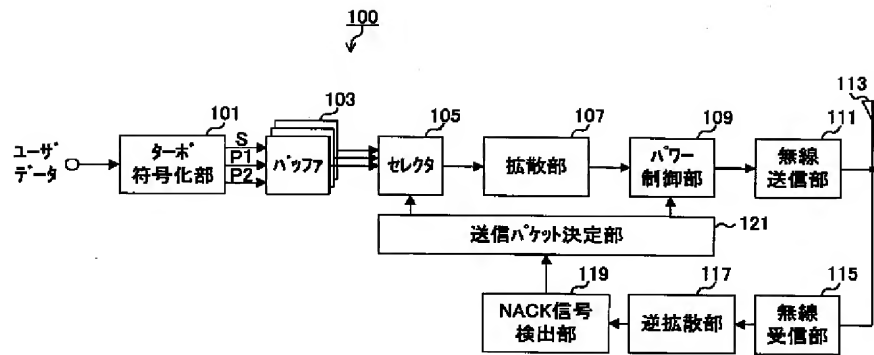 100
113
101
103
105
107
109
111
ユーザ
データ
ターボ
符号化部
S
P1
P2
バッファ
セレクタ
拡散部
パワー
制御部
無線
送信部
送信パケット決定部
121
119
117
115
NACK信号
検出部
逆拡散部
無線
受信部